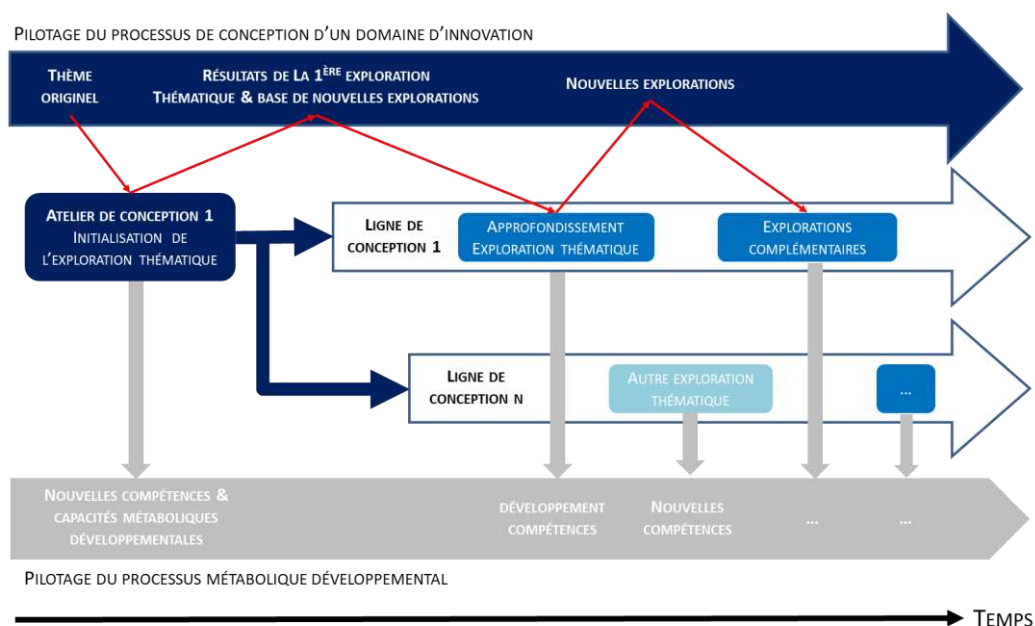 PILOTAGE DU PROCESSUS DE CONCEPTION D'UN DOMAINE D'INNOVATION
THÈME
ORIGINEL
RÉSULTATS DE LA 1ÈRE EXPLORATION
THÉMATIQUE & BASE DE NOUVELLES EXPLORATIONS
NOUVELLES EXPLORATIONS
ATELIER DE CONCEPTION 1
INITIALISATION DE
L'EXPLORATION THÉMATIQUE
LIGNE DE
CONCEPTION 1
APPROFONDISSEMENT
EXPLORATION THÉMATIQUE
EXPLORATIONS
COMPLÉMENTAIRES
LIGNE DE
CONCEPTION N
AUTRE EXPLORATION
THÉMATIQUE
...
NOUVELLES COMPÉTENCES &
CAPACITÉS MÉTABOLIQUES
DÉVELOPPEMENTALES
DÉVELOPPEMENT
COMPÉTENCES
NOUVELLES
COMPÉTENCES
...
...
PILOTAGE DU PROCESSUS MÉTABOLIQUE DÉVELOPPEMENTAL
TEMPS